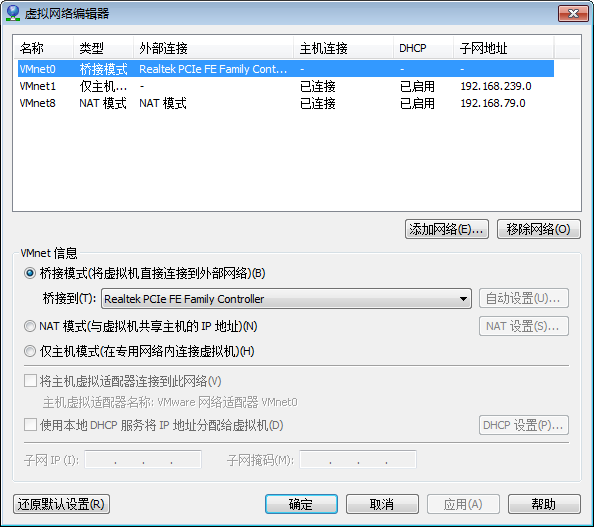 虚拟网络编辑器
名称 类型 外部连接 主机连接 DHCP 子网地址
VMnet0 桥接模式 Realtek PCIe FE Family Cont... - - -
VMnet1 仅主机... - 已连接 已启用 192.168.239.0
VMnet8 NAT 模式 NAT 模式 已连接 已启用 192.168.79.0
添加网络(E)... 移除网络(O)
VMnet 信息
桥接模式(将虚拟机直接连接到外部网络)(B)
桥接到(T): Realtek PCIe FE Family Controller 自动设置(U)...
NAT 模式(与虚拟机共享主机的 IP 地址)(N) NAT 设置(S)...
仅主机模式(在专用网络内连接虚拟机)(H)
将主机虚拟适配器连接到此网络(V)
主机虚拟适配器名称: VMware 网络适配器 VMnet0
使用本地 DHCP 服务将 IP 地址分配给虚拟机(D) DHCP 设置(P)...
子网 IP (I): . . . 子网掩码(M): . . .
还原默认设置(R) 确定 取消 应用(A) 帮助